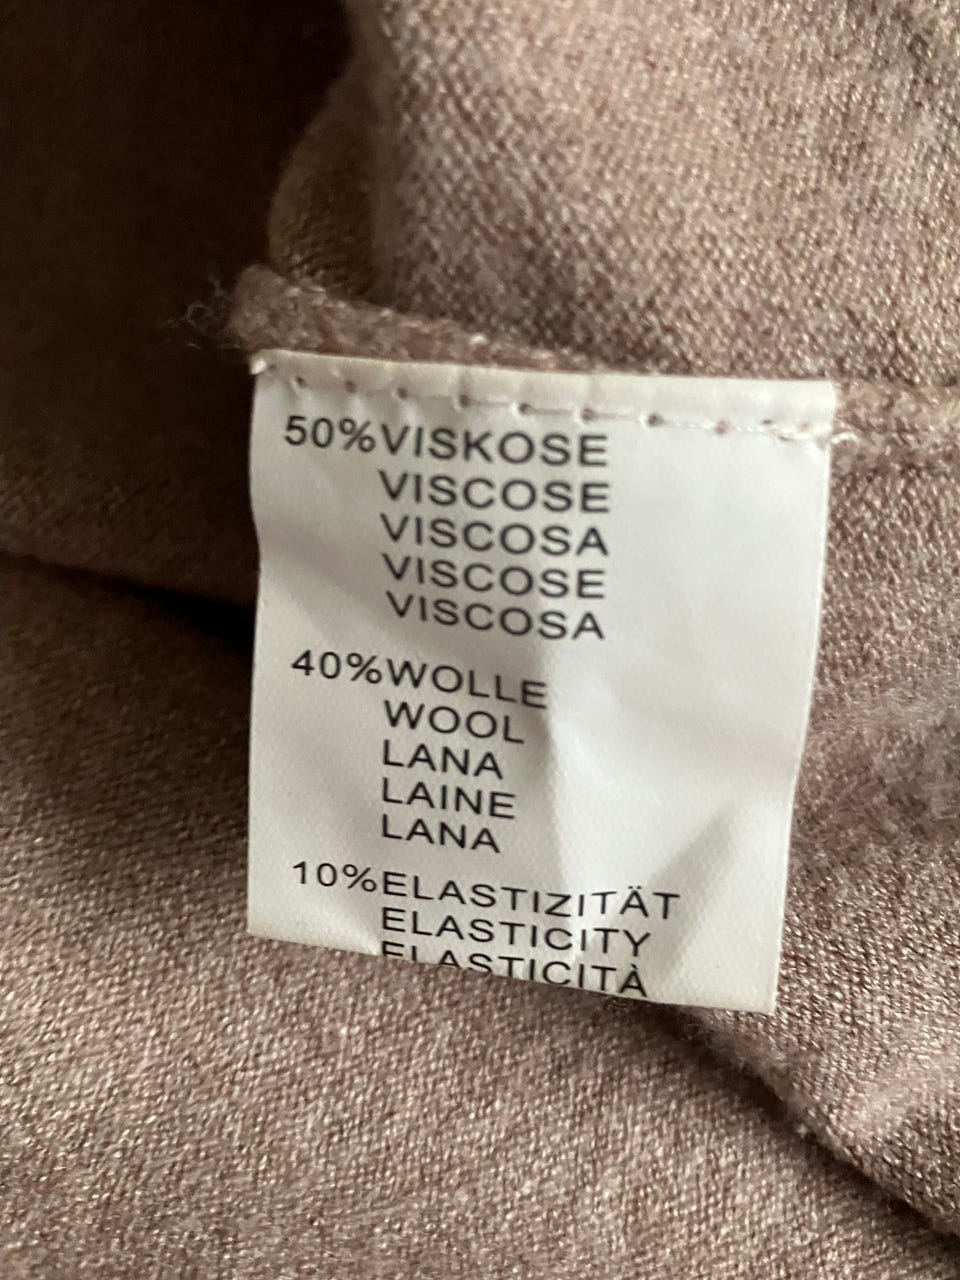 50%VISKOSE
VISCOSE
VISCOSA
VISCOSE
VISCOSA
40%WOLLE
WOOL
LANA
LAINE
LANA
10%ELASTIZITÄT
ELASTICITY
ELASTICITÀ